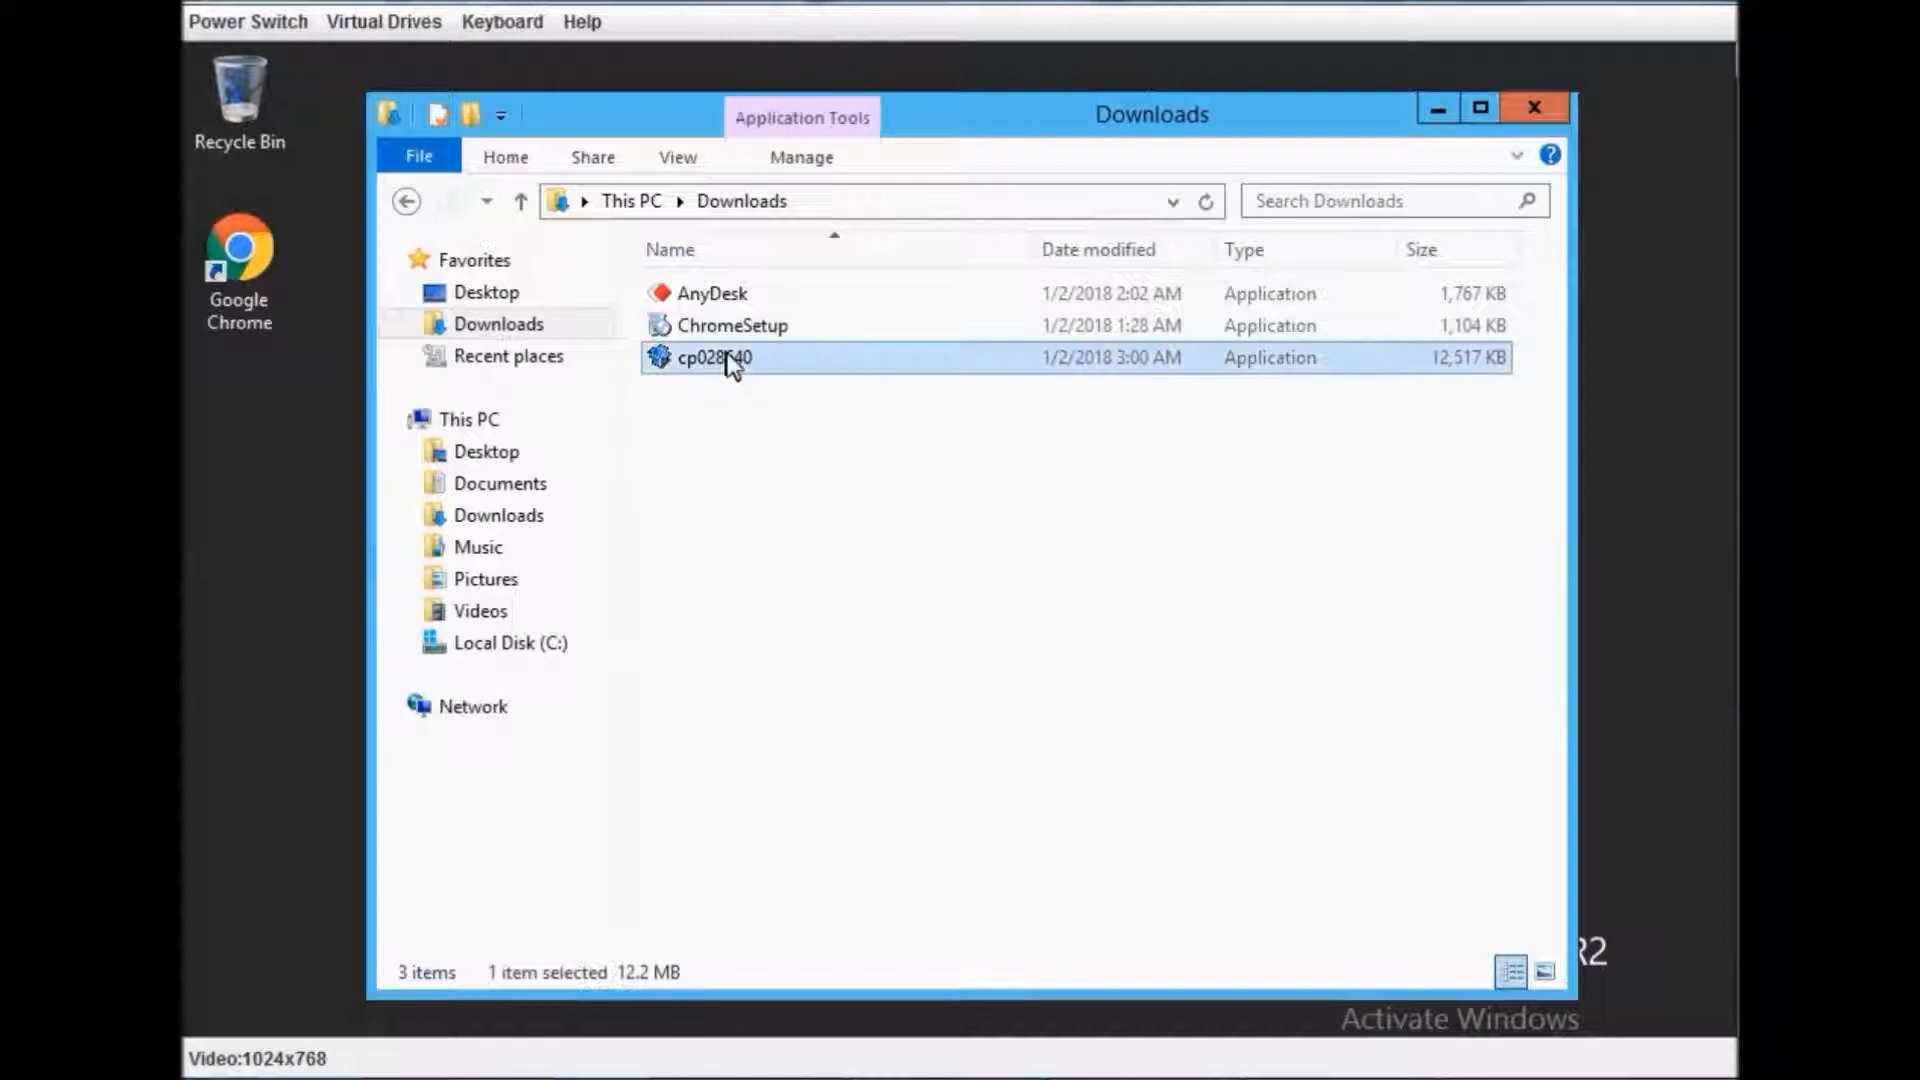 Power Switch Virtual Drives Keyboard Help
Recycle Bin
Google
Chrome
Application Tools
Downloads
File Home Share View Manage
This PC Downloads
Search Downloads
Favorites
Desktop
Downloads
Recent places
This PC
Desktop
Documents
Downloads
Music
Pictures
Videos
Local Disk (C:)
Network
Name Date modified Type Size
AnyDesk 1/2/2018 2:02 AM Application 1,767 KB
ChromeSetup 1/2/2018 1:28 AM Application 1,104 KB
1/2/2018 3:00 AM Application 12,517 KB
3 items 1 item selected 12.2 MB
R2
Activate Windows
Video:1024x768